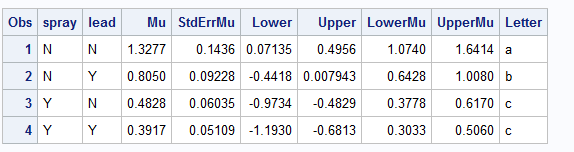 Obs spray lead Mu StdErrMu Lower Upper LowerMu UpperMu Letter
1 N N 1.3277 0.1436 0.07135 0.4956 1.0740 1.6414 a
2 N Y 0.8050 0.09228 -0.4418 0.007943 0.6428 1.0080 b
3 Y N 0.4828 0.06035 -0.9734 -0.4829 0.3778 0.6170 c
4 Y Y 0.3917 0.05109 -1.1930 -0.6813 0.3033 0.5060 c